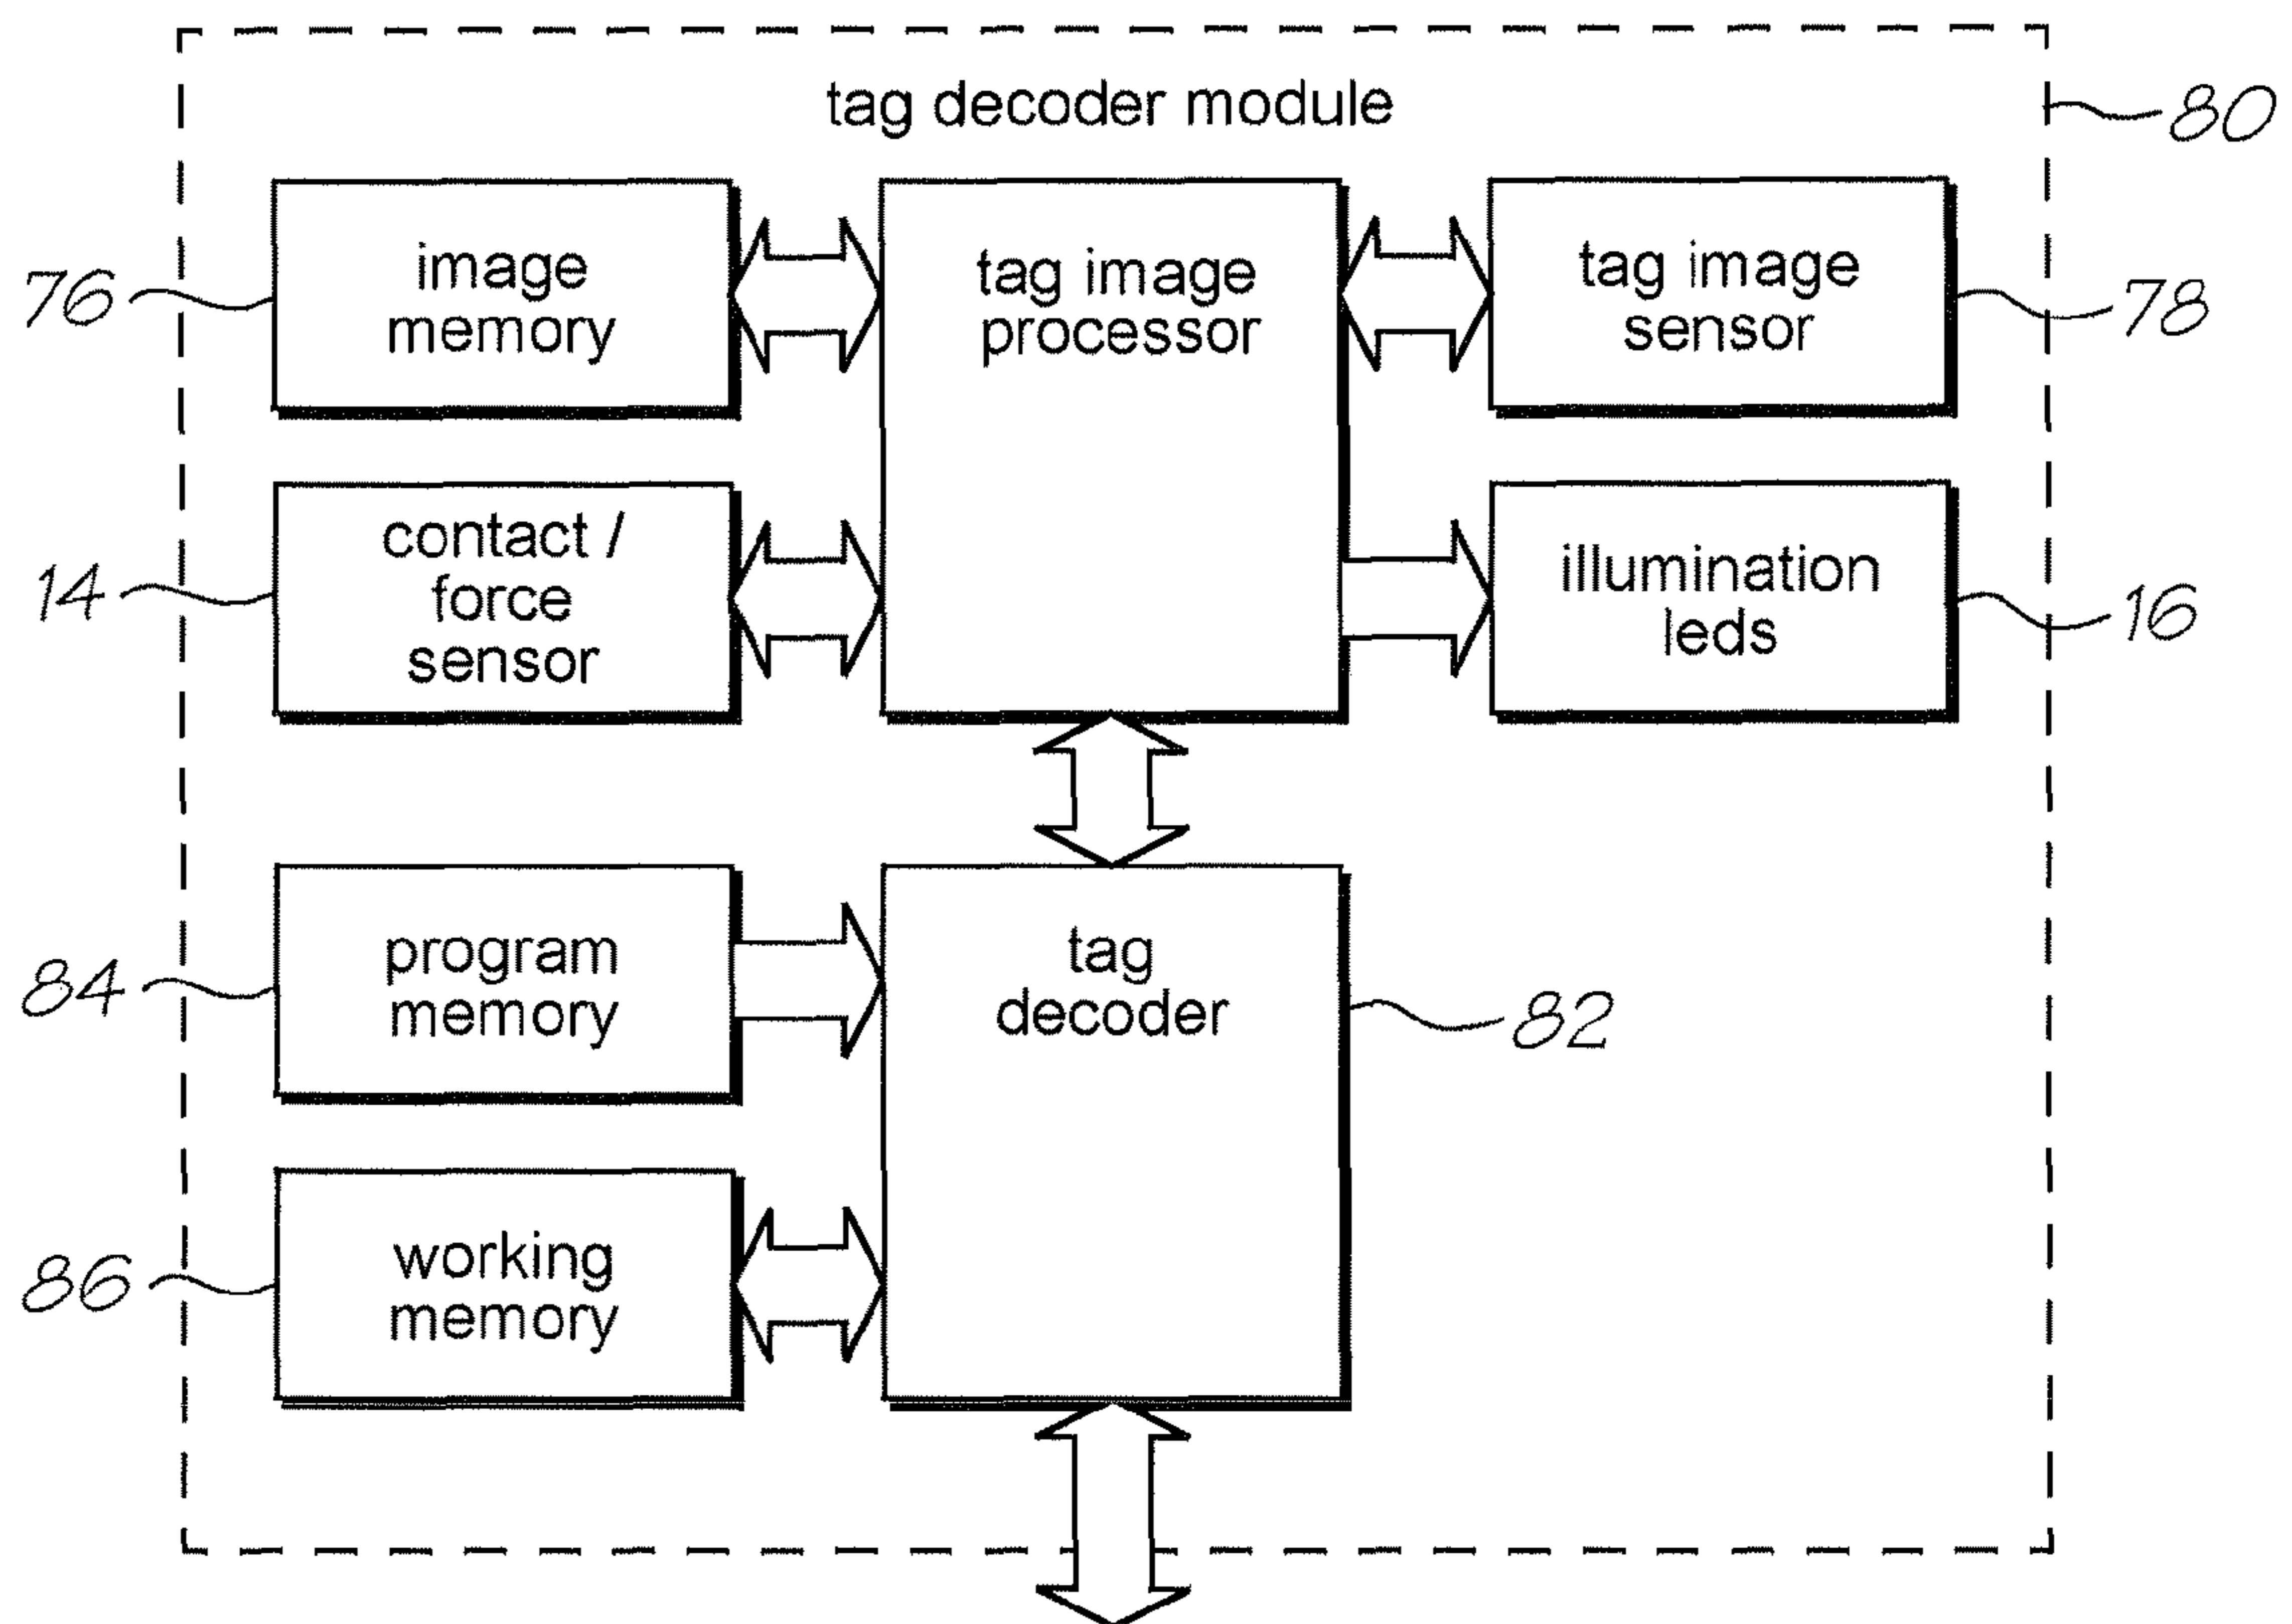 tag decoder module
80
76
image
memory
tag image
processor
tag image
sensor
78
14
contact /
force
sensor
illumination
leds
16
84
program
memory
tag
decoder
82
86
working
memory